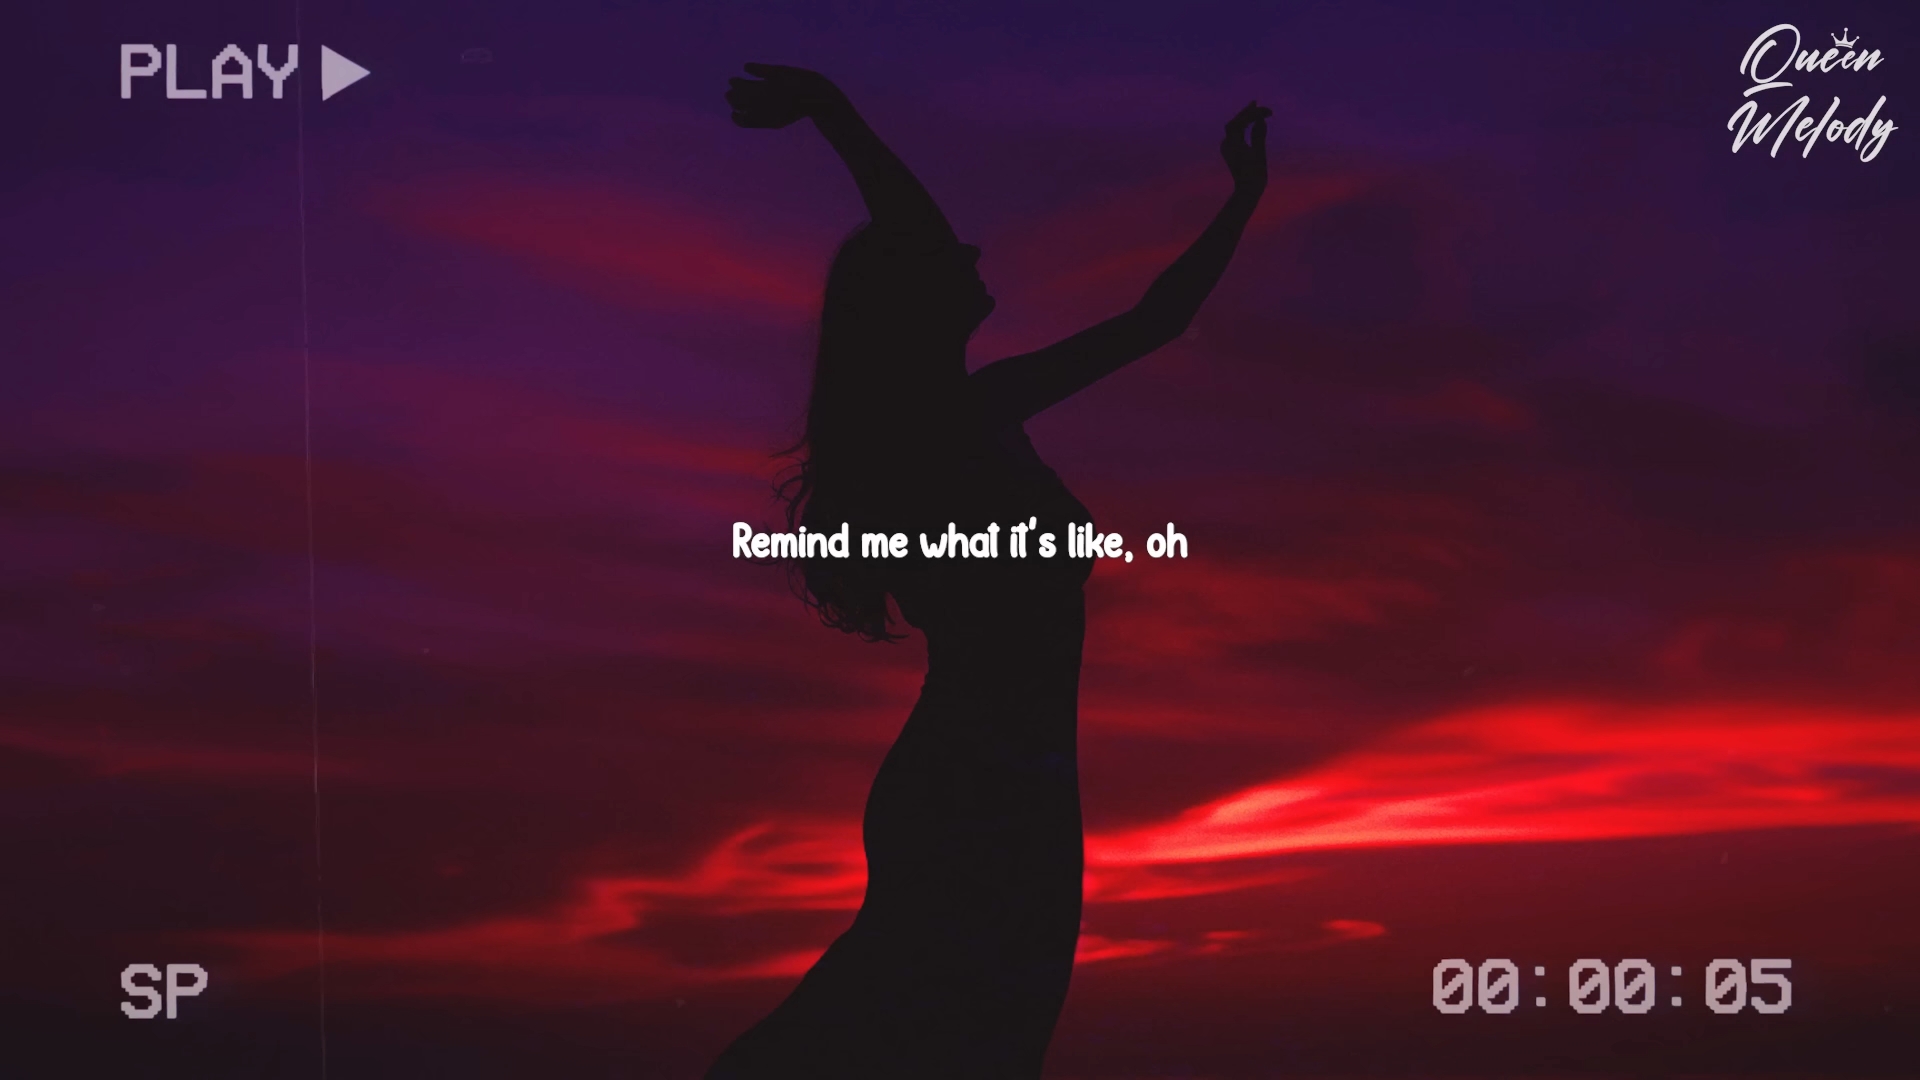 PLAY
Queen
Melody
Remind me what it's like, oh
SP
00:00:05